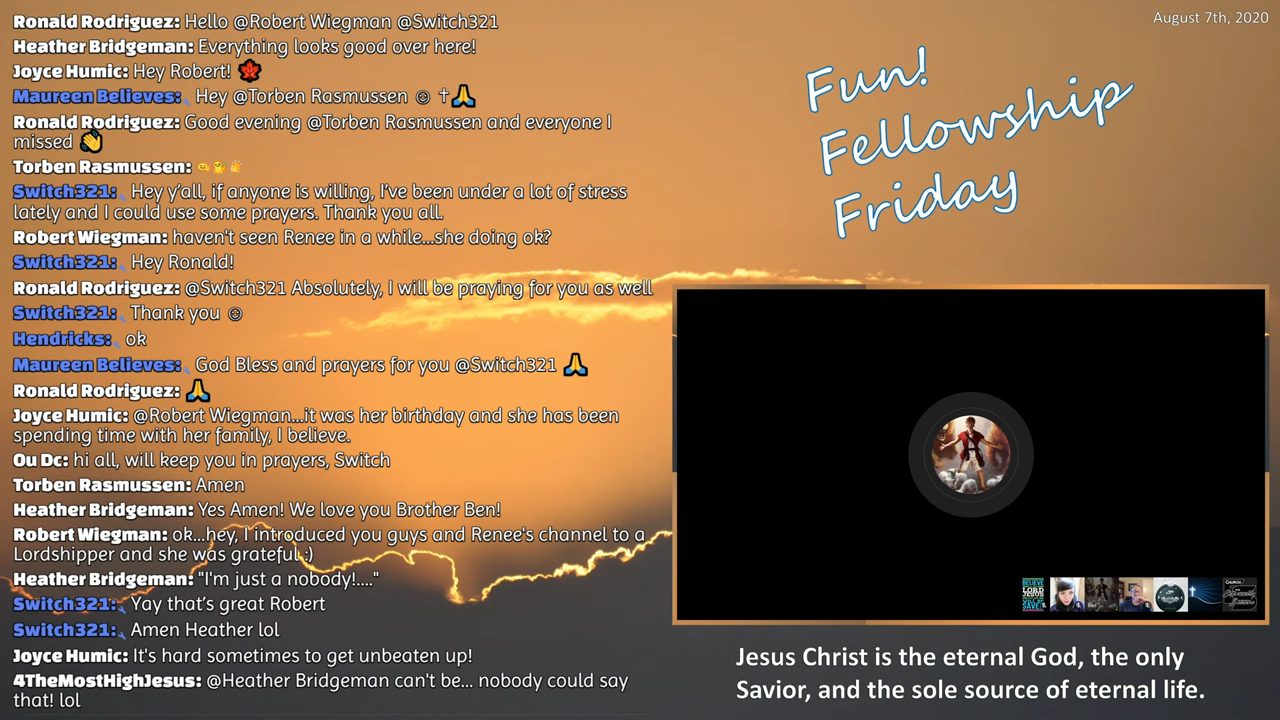 Ronald Rodriguez: Hello @Robert Wiegman @Switch321
Heather Bridgeman: Everything looks good over here!
Joyce Humic: Hey Robert! 🍁
Maureen Believes: Hey @Torben Rasmussen ☺ ✝🙏
Ronald Rodriguez: Good evening @Torben Rasmussen and everyone I
missed 👋
Torben Rasmussen:
Switch321: Hey y’all, if anyone is willing, I’ve been under a lot of stress
lately and I could use some prayers. Thank you all.
Robert Wiegman: haven't seen Renee in a while...she doing ok?
Switch321: Hey Ronald!
Ronald Rodriguez: @Switch321 Absolutely, I will be praying for you as well
Switch321: Thank you ☺
Hendricks: ok
Maureen Believes: God Bless and prayers for you @Switch321 🙏
Ronald Rodriguez: 🙏
Joyce Humic: @Robert Wiegman...it was her birthday and she has been
spending time with her family, I believe.
Ou Dc: hi all, will keep you in prayers, Switch
Torben Rasmussen: Amen
Heather Bridgeman: Yes Amen! We love you Brother Ben!
Robert Wiegman: ok...hey, I introduced you guys and Renee's channel to a
Lordshipper and she was grateful :)
Heather Bridgeman: "I'm just a nobody!...."
Switch321: Yay that’s great Robert
Switch321: Amen Heather lol
Joyce Humic: It's hard sometimes to get unbeaten up!
4TheMostHighJesus: @Heather Bridgeman can't be... nobody could say
that! lol
August 7th, 2020
Fun!
Fellowship
Friday
BELIEVE
LORD
JESUS
SAVE
CHURCH
Jesus Christ is the eternal God, the only
Savior, and the sole source of eternal life.